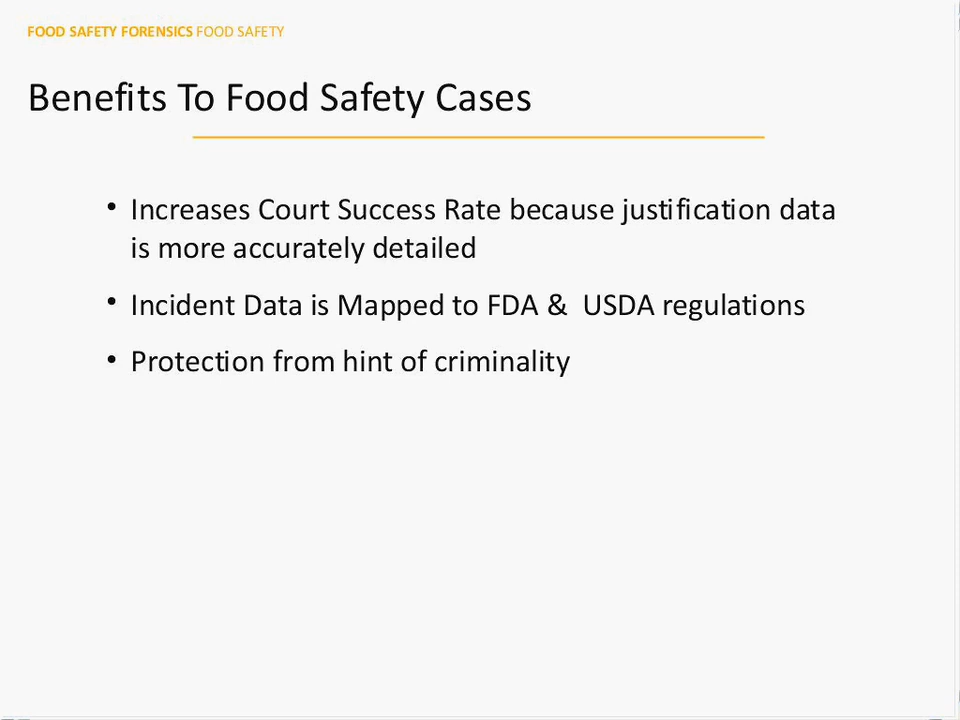 FOOD SAFETY FORENSICS FOOD SAFETY
Benefits To Food Safety Cases
• Increases Court Success Rate because justification data
is more accurately detailed
• Incident Data is Mapped to FDA &  USDA regulations
• Protection from hint of criminality